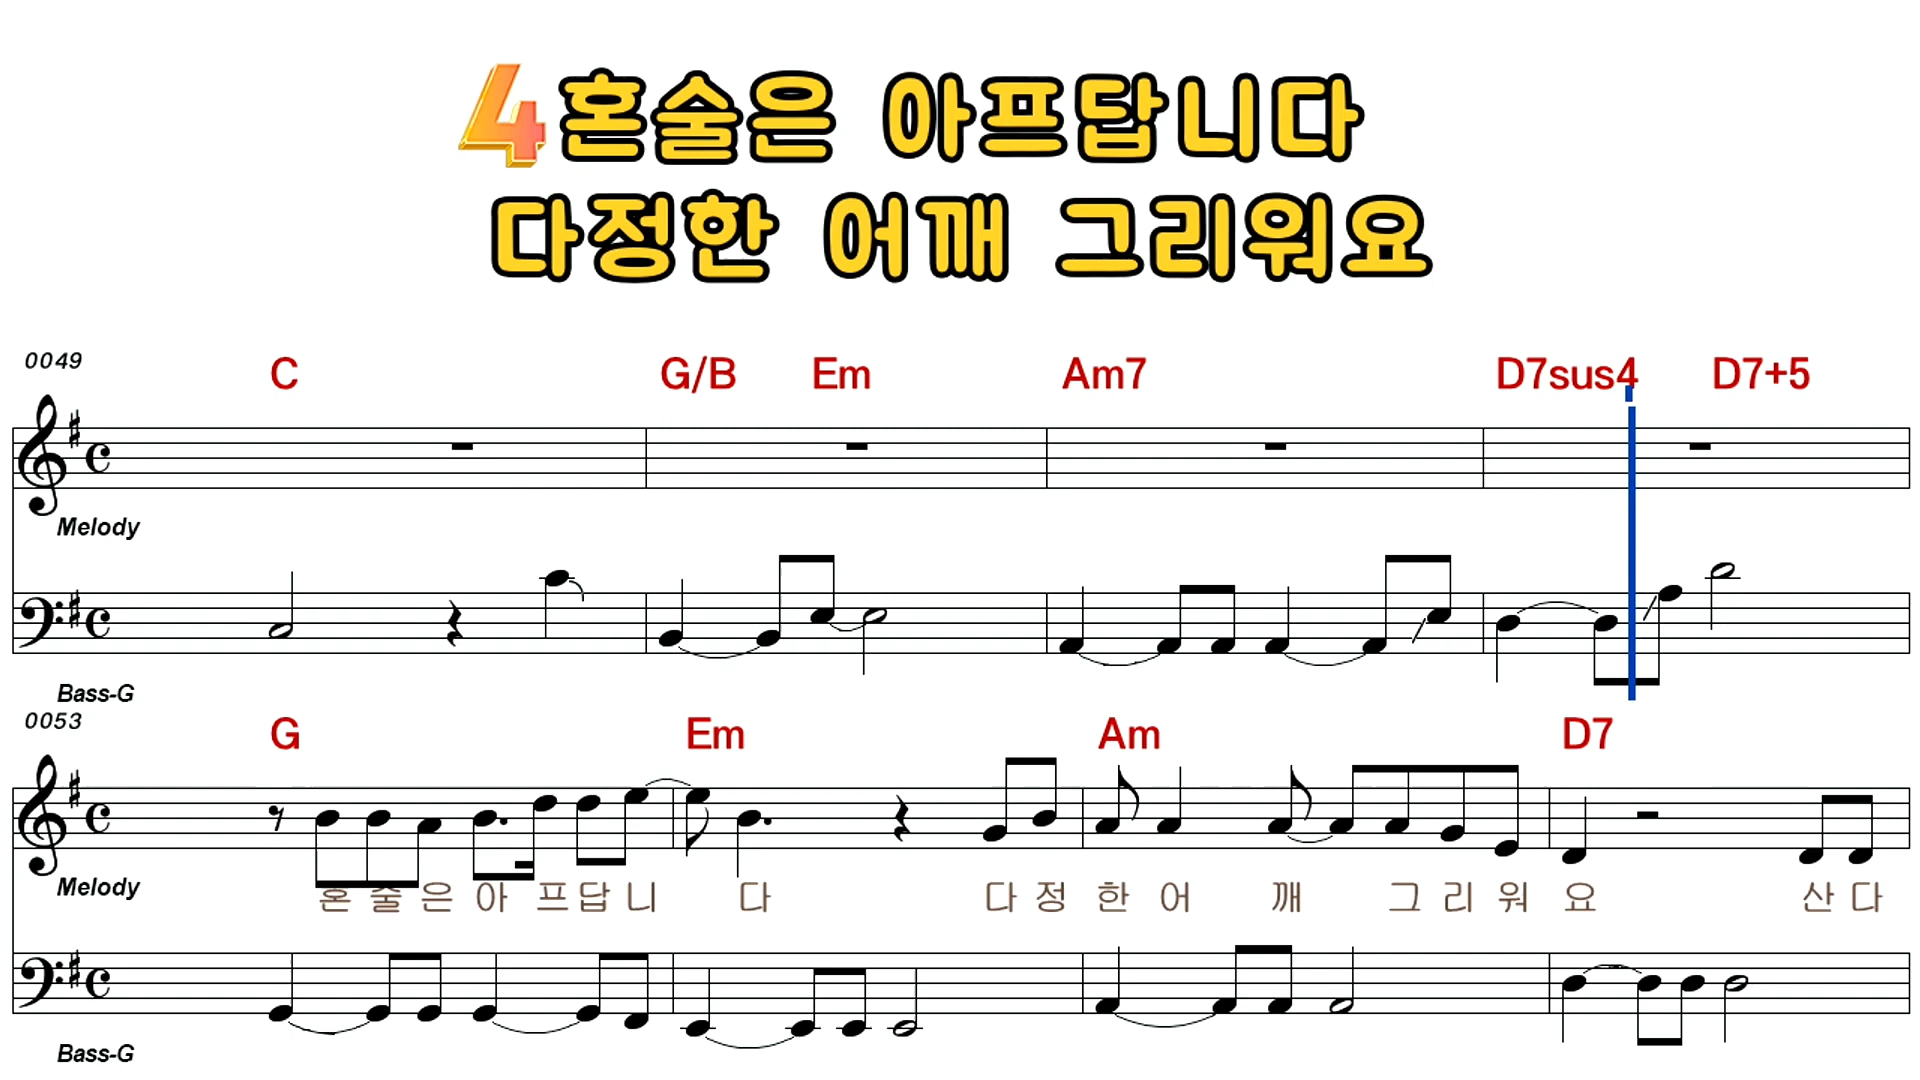 4혼술은 아프답니다
다정한 어깨 그리워요
0049
C G/B Em Am7 D7sus4 D7+5
Melody
Bass-G
0053
G Em Am D7
Melody
혼 술 은 아 프 답 니 다 다 정 한 어 깨 그 리 워 요 산 다
Bass-G